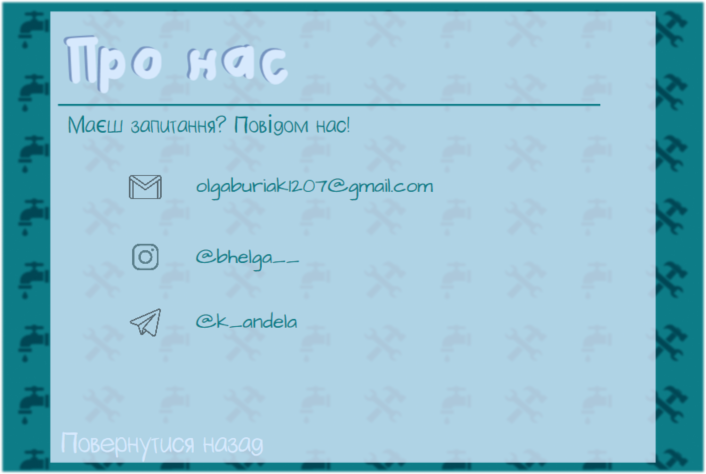 Про нас
Маєш запитання? Повідом нас!
olgaburiak1207@gmail.com
@bhelga__
@k_andela
Повернутися назад